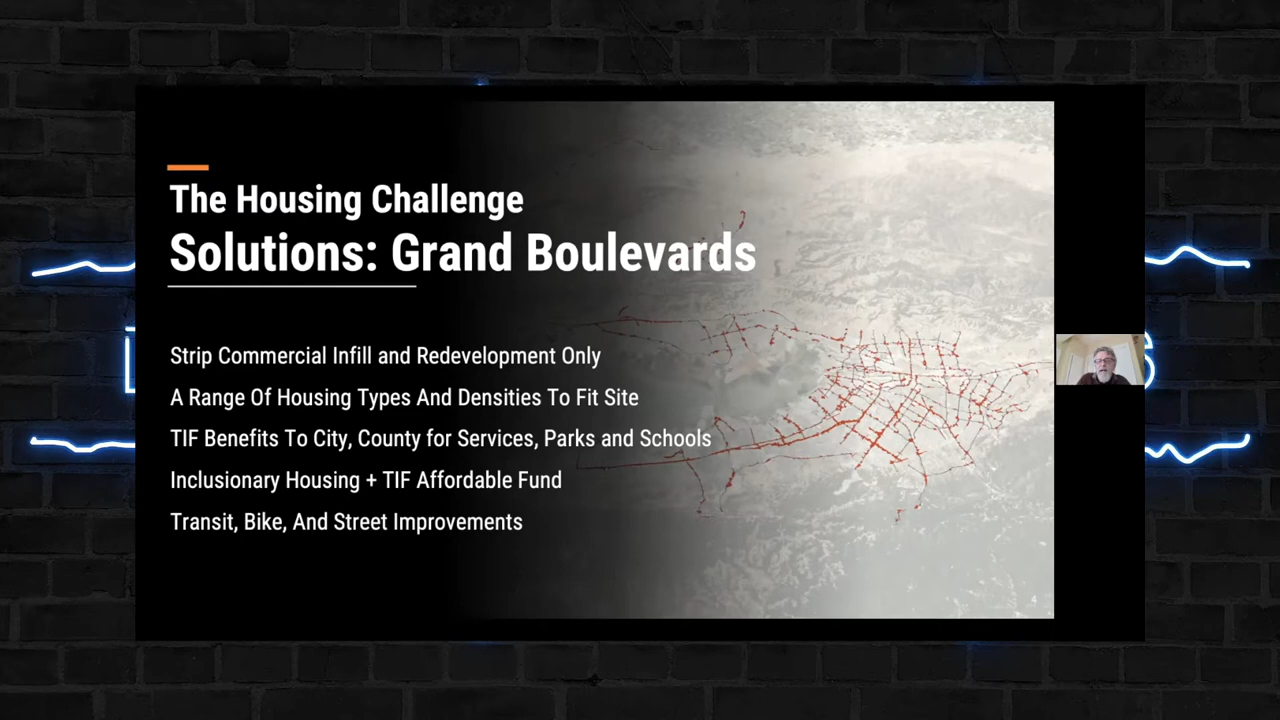 The Housing Challenge
Solutions: Grand Boulevards
Strip Commercial Infill and Redevelopment Only
A Range Of Housing Types And Densities To Fit Site
TIF Benefits To City, County for Services, Parks and Schools
Inclusionary Housing + TIF Affordable Fund
Transit, Bike, And Street Improvements
4